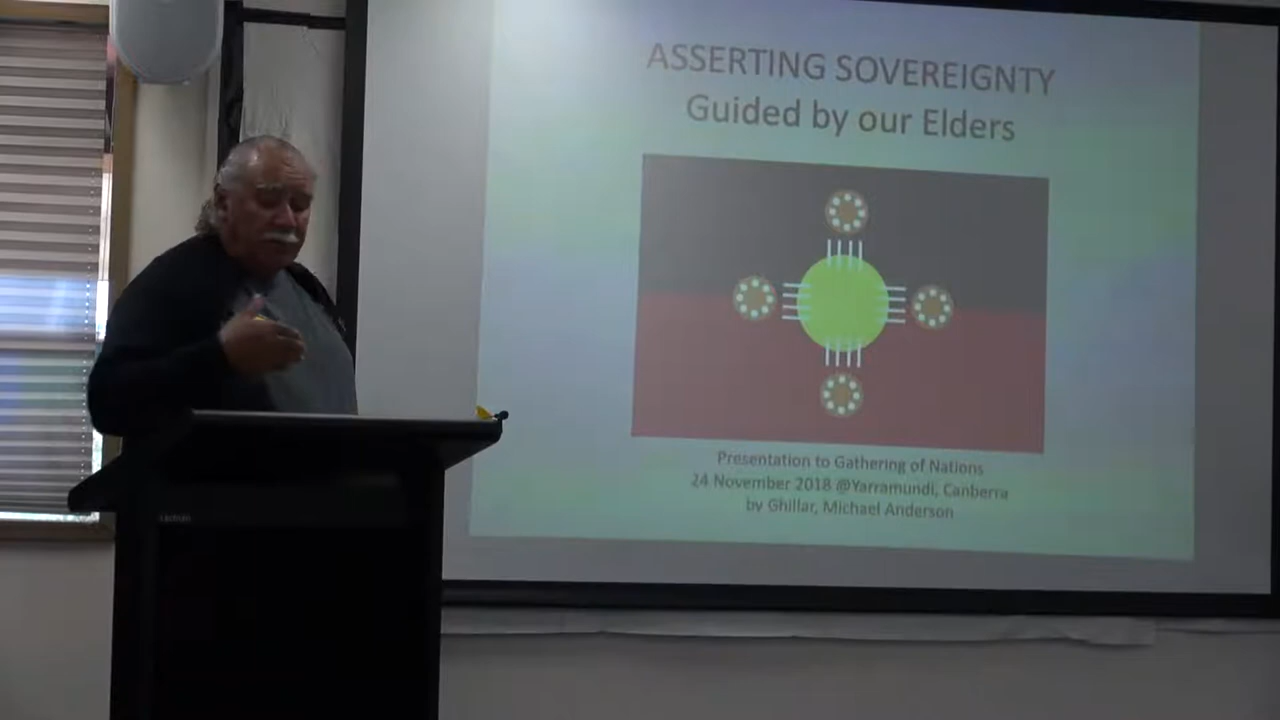 ASSERTING SOVEREIGNTY
Guided by our Elders
Presentation to Gathering of Nations
24 November 2018 @Yarramundi, Canberra
by Ghillar, Michael Anderson